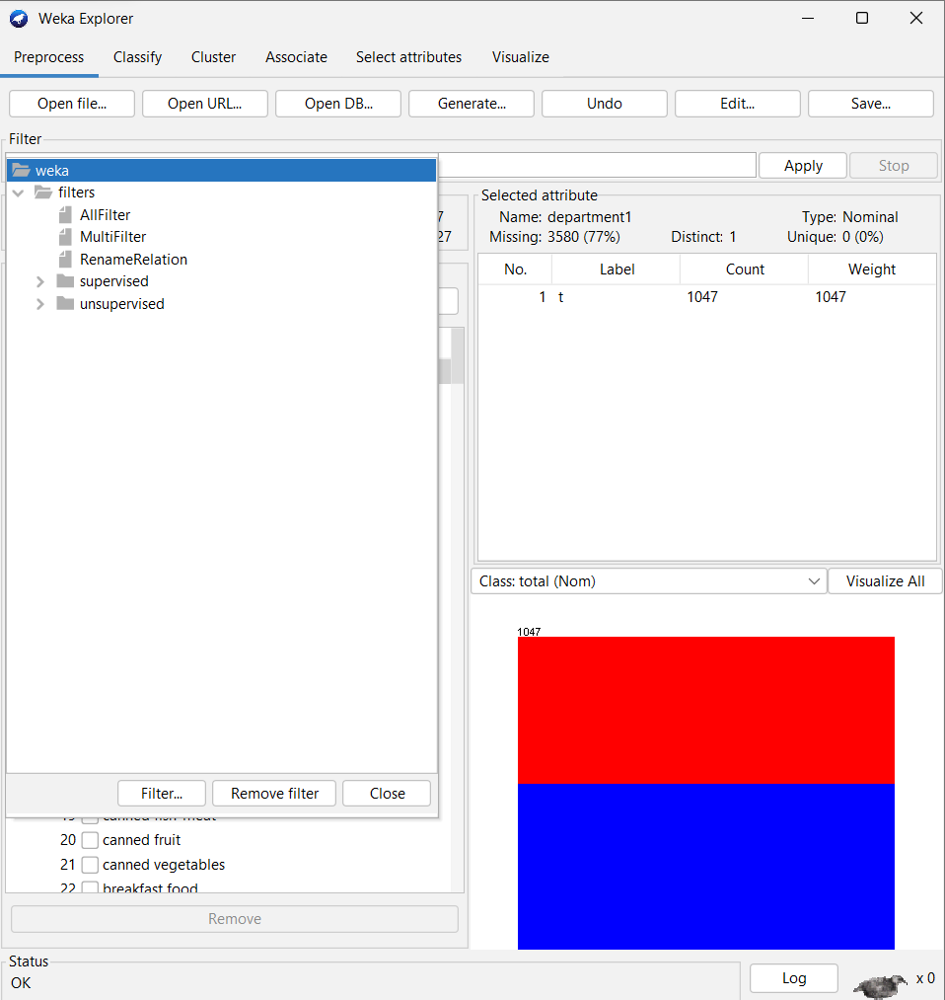 Weka Explorer
Preprocess Classify Cluster Associate Select attributes Visualize
Open file... Open URL... Open DB... Generate... Undo Edit... Save...
Filter
Apply Stop
weka
filters
AllFilter
MultiFilter
RenameRelation
supervised
unsupervised
Filter... Remove filter Close
7
27
Selected attribute
Name: department1 Type: Nominal
Missing: 3580 (77%) Distinct: 1 Unique: 0 (0%)
No. Label Count Weight
1 t 1047 1047
Class: total (Nom) Visualize All
1047
20 canned fruit
21 canned vegetables
22 breakfast food
Remove
Status
OK
Log x 0